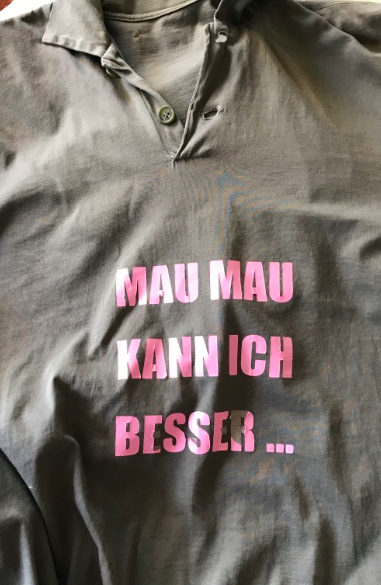 MAU MAU
KANN ICH
BESSER ...